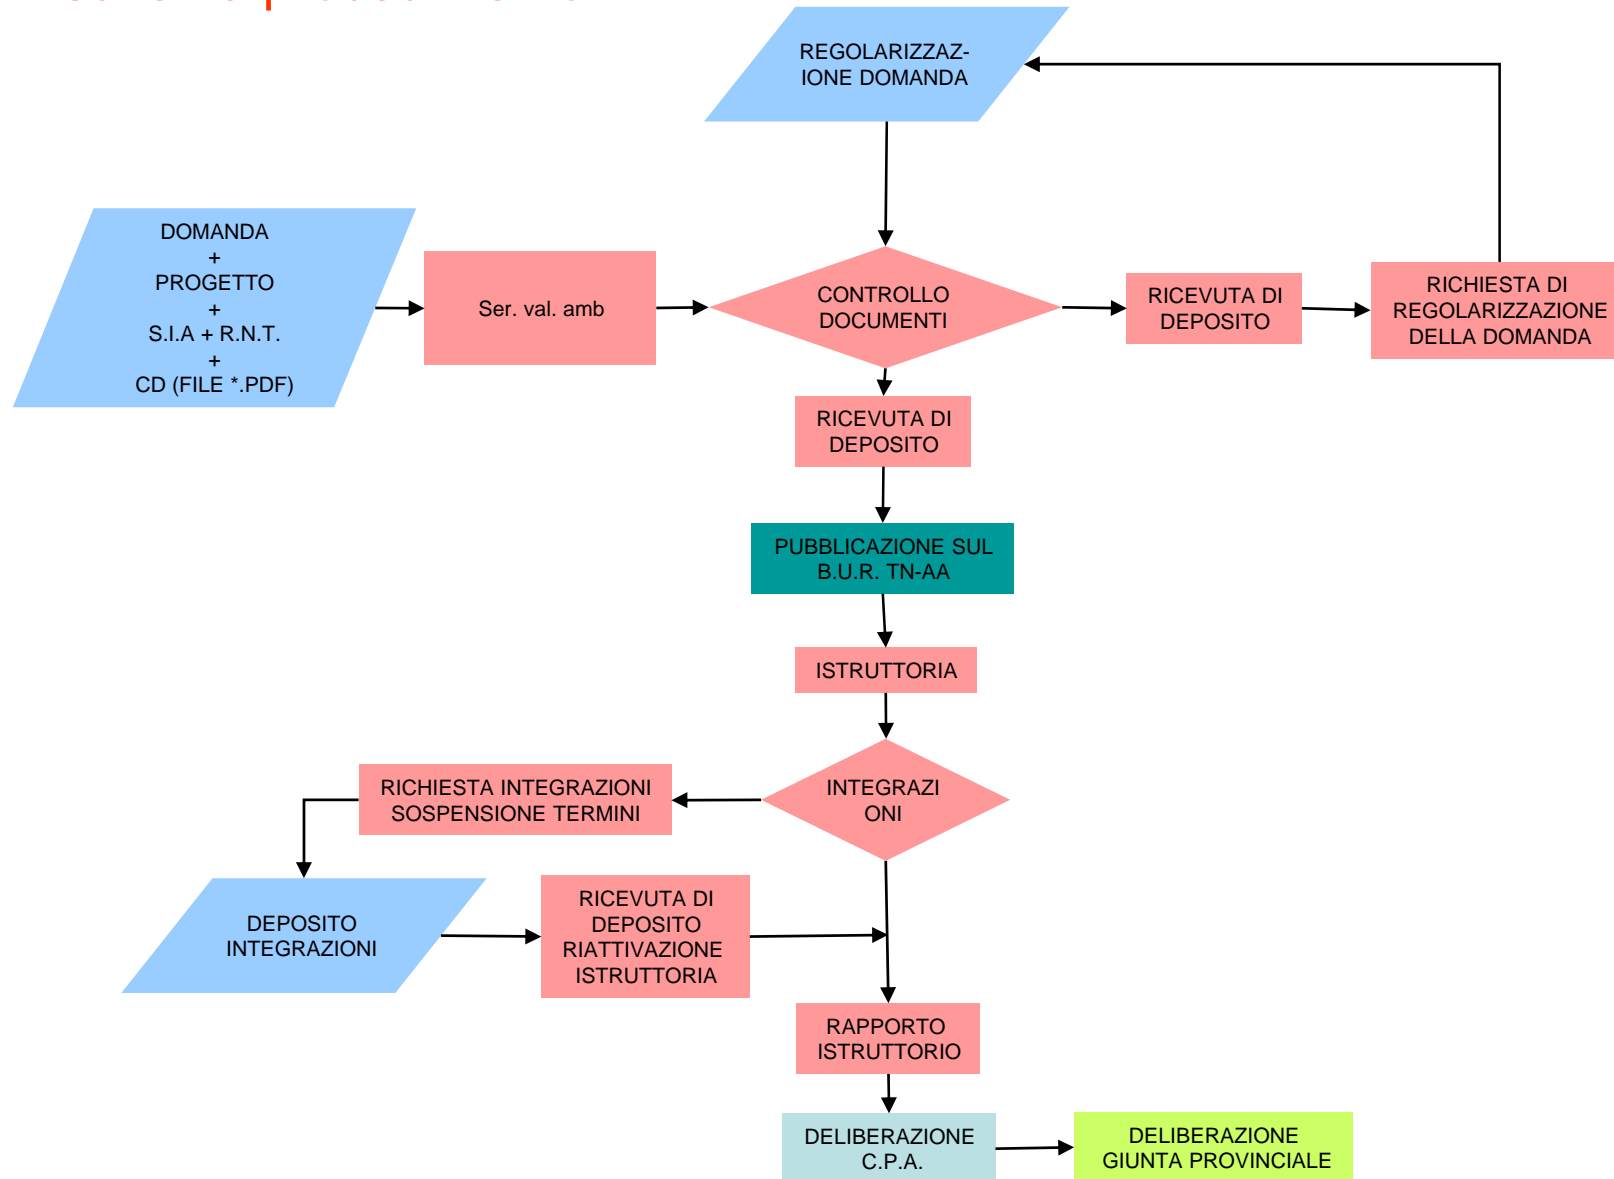 REGOLARIZZAZ-
IONE DOMANDA
DOMANDA
+
PROGETTO
+
S.I.A + R.N.T.
+
CD (FILE *.PDF)
Ser. val. amb
CONTROLLO
DOCUMENTI
RICEVUTA DI
DEPOSITO
RICHIESTA DI
REGOLARIZZAZIONE
DELLA DOMANDA
RICEVUTA DI
DEPOSITO
PUBBLICAZIONE SUL
B.U.R. TN-AA
ISTRUTTORIA
INTEGRAZI
ONI
RICHIESTA INTEGRAZIONI
SOSPENSIONE TERMINI
DEPOSITO
INTEGRAZIONI
RICEVUTA DI
DEPOSITO
RIATTIVAZIONE
ISTRUTTORIA
RAPPORTO
ISTRUTTORIO
DELIBERAZIONE
C.P.A.
DELIBERAZIONE
GIUNTA PROVINCIALE